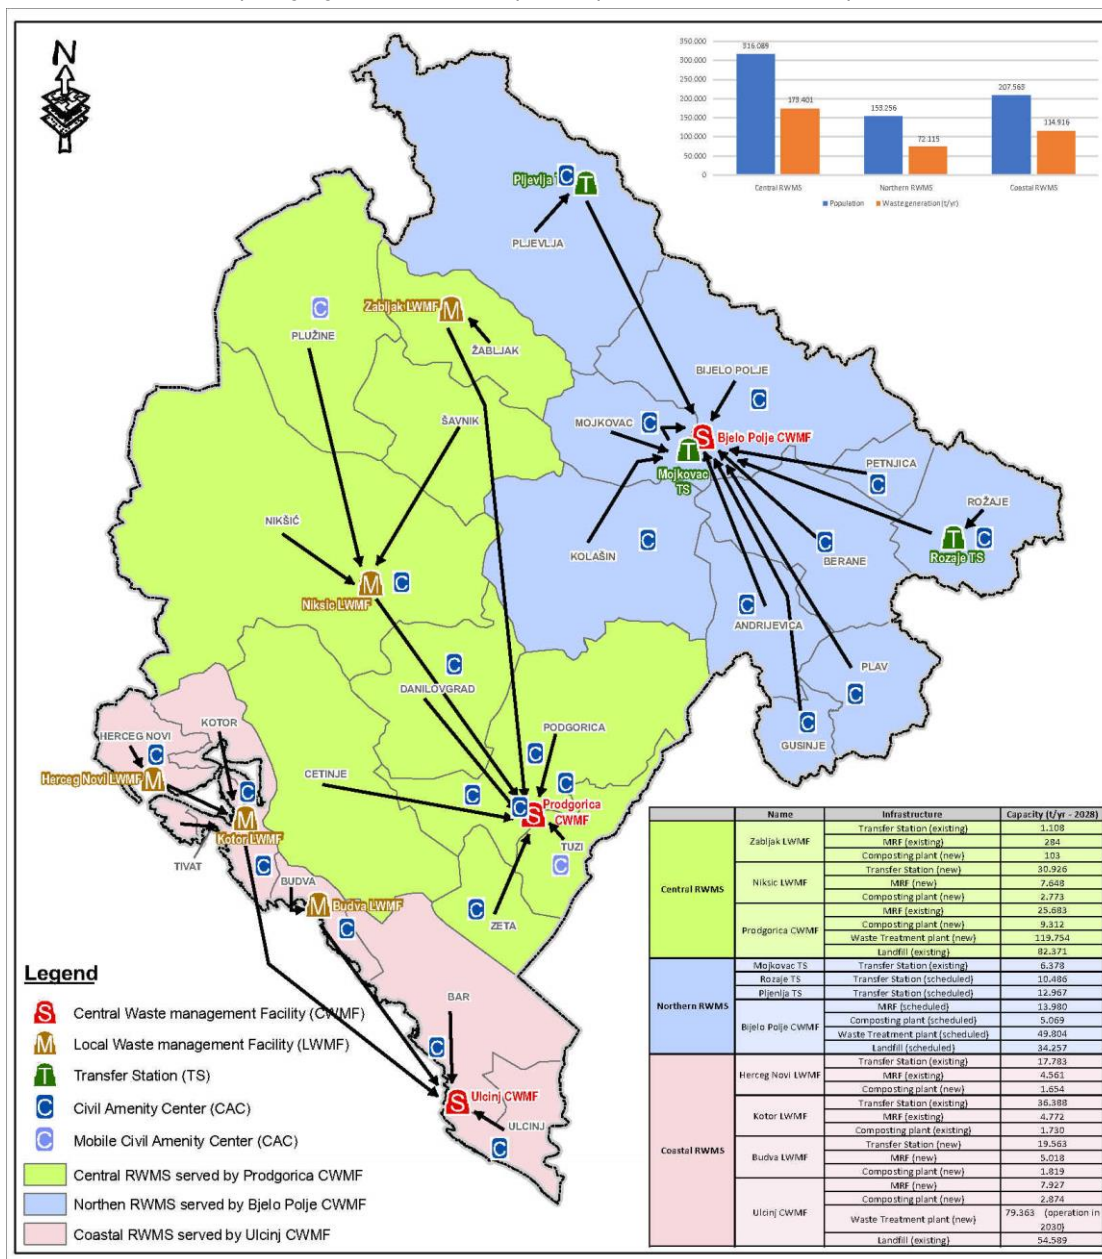 N
350.000
300.000
250.000
200.000
150.000
100.000
50.000
0
316.089
173.401
153.256
72.115
207.563
114.916
Central RWMS
Northern RWMS
Coastal RWMS
Population
Wastegeneration(t/yr)
Pljevlja
C
T
PLJEVLJA
C
PLUŽINE
Zabljak LWMF
M
ŽABLJAK
BIJELO POLJE
C
MOJKOVAC
C
S
Bjelo Polje CWMF
T
Mojkovac
TS
ŠAVNIK
PETNJICA
C
ROŽAJE
T
C
Rozaje TS
NIKŠIĆ
KOLAŠIN
C
C
BERANE
M
C
Niksic LWMF
C
ANDRIJEVICA
C
DANILOVGRAD
PLAV
C
C
GUSINJE
KOTOR
HERCEG NOVI
C
Herceg Novi LWMF
M
PODGORICA
C
C
CETINJE
C
C
S
Prodgorica
CWMF
C
M
Kotor LWMF
TIVAT
C
TUZI
C
BUDVA
M
Budva LWMF
C
C
ZETA
BAR
C
S
Ulcinj CWMF
ULCINJ
C
Legend
S Central Waste management Facility (CWMF)
M Local Waste management Facility (LWMF)
T Transfer Station (TS)
C Civil Amenity Center (CAC)
C Mobile Civil Amenity Center (CAC)
Central RWMS served by Prodgorica CWMF
Northen RWMS served by Bjelo Polje CWMF
Coastal RWMS served by Ulcinj CWMF
Name Infrastructure Capacity (t/yr - 2028)
Central RWMS Zabljak LWMF Transfer Station (existing) 1.108
MRF (existing) 284
Composting plant (new) 103
Niksic LWMF Transfer Station (new) 30.926
MRF (new) 7.648
Composting plant (new) 2.773
Prodgorica CWMF MRF (existing) 25.683
Composting plant (new) 9.312
Waste Treatment plant (new) 119.754
Landfill (existing) 82.371
Northern RWMS Mojkovac TS Transfer Station (existing) 6.378
Rozaje TS Transfer Station (scheduled) 10.486
Pljenlja TS Transfer Station (scheduled) 12.967
Bijelo Polje CWMF MRF (scheduled) 13.980
Composting plant (scheduled) 5.069
Waste Treatment plant (scheduled) 49.804
Landfill (scheduled) 34.257
Coastal RWMS Herceg Novi LWMF Transfer Station (existing) 17.783
MRF (existing) 4.561
Composting plant (new) 1.654
Kotor LWMF Transfer Station (existing) 36.388
MRF (existing) 4.772
Composting plant (existing) 1.730
Budva LWMF Transfer Station (new) 19.563
MRF (new) 5.018
Composting plant (new) 1.819
Ulcinj CWMF MRF (new) 7.927
Composting plant (new) 2.874
Waste Treatment plant (new) 79.363 (operation in
2030)
Landfill (existing) 54.589